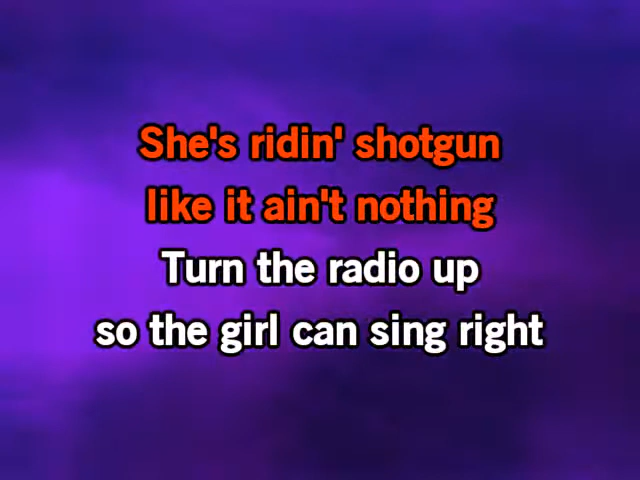 She's ridin' shotgun
like it ain't nothing
Turn the radio up
so the girl can sing right